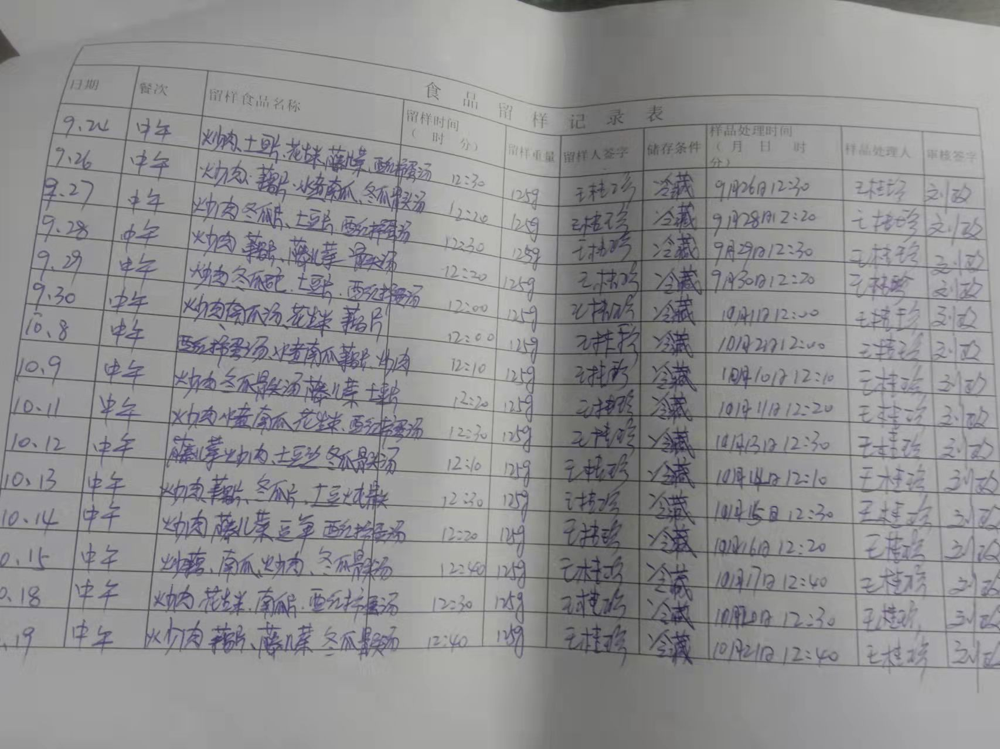 食品留样记录表
日期 餐次 留样食品名称 留样时间（ 时 分） 留样重量 留样人签字 储存条件 样品处理时间（ 月 日 时 分） 样品处理人 审核签字
9.24 中午 炒肉、土豆片、花生米、藤儿菜、西红柿蛋汤 12:30 125g 王桂珍 冷藏 9月26日12:30 王桂珍 刘政
9.26 中午 炒肉、藕片、水煮南瓜、冬瓜骨头汤 12:20 125g 王桂珍 冷藏 9月28日12:20 王桂珍 刘政
9.27 中午 炒肉 冬瓜片、土豆片、西红柿蛋汤 12:30 125g 王桂珍 冷藏 9月29日12:30 王桂珍 刘政
9.28 中午 炒肉 藕片、藤儿菜 骨头汤 12:20 125g 王桂珍 冷藏 9月30日12:20 王桂珍 刘政
9.29 中午 炒肉 冬瓜 土豆片、西红柿蛋汤 12:00 125g 王桂珍 冷藏 10月1日12:00 王桂珍 刘政
9.30 中午 炒肉、南瓜汤、花生米 藕片 12:00 125g 王桂珍 冷藏 10月2日12:00 王桂珍 刘政
10.8 中午 西红柿蛋汤、水煮南瓜 藕片、炒肉 12:10 125g 王桂珍 冷藏 10月10日12:10 王桂珍 刘政
10.9 中午 炒肉 冬瓜骨头汤 藤儿菜 土豆片 12:20 125g 王桂珍 冷藏 10月11日12:20 王桂珍 刘政
10.11 中午 炒肉 水煮南瓜 花生米、西红柿蛋汤 12:30 125g 王桂珍 冷藏 10月13日12:30 王桂珍 刘政
10.12 中午 藤儿菜 炒肉、土豆丝 冬瓜骨头汤 12:10 125g 王桂珍 冷藏 10月14日12:10 王桂珍 刘政
10.13 中午 炒肉 藕片、冬瓜片、土豆炖骨头 12:30 125g 王桂珍 冷藏 10月15日12:30 王桂珍 刘政
10.14 中午 炒肉 藤儿菜 西红柿蛋汤 12:20 125g 王桂珍 冷藏 10月16日12:20 王桂珍 刘政
0.15 中午 炒藕、南瓜、炒肉、冬瓜骨头汤 12:40 125g 王桂珍 冷藏 10月17日12:40 王桂珍 刘政
0.18 中午 炒肉 花生米、南瓜片、西红柿蛋汤 12:30 125g 王桂珍 冷藏 10月20日12:30 王桂珍 刘政
.19 中午 炒肉 藕片、藤儿菜 冬瓜骨头汤 12:40 125g 王桂珍 冷藏 10月21日12:40 王桂珍 刘政